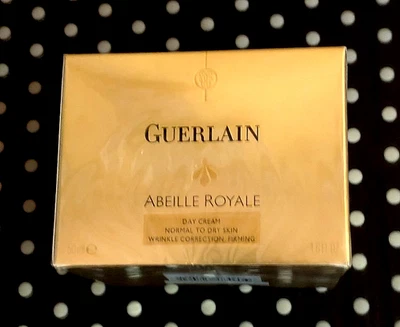 GUERLAIN
ABEILLE ROYALE
DAY CREAM
NORMAL TO DRY SKIN
WRINKLE CORRECTION, FIRMING